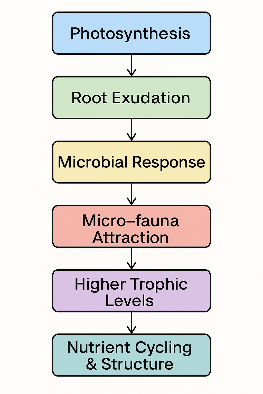 Photosynthesis
Root Exudation
Microbial Response
Micro–fauna
Attraction
Higher Trophic
Levels
Nutrient Cycling
& Structure